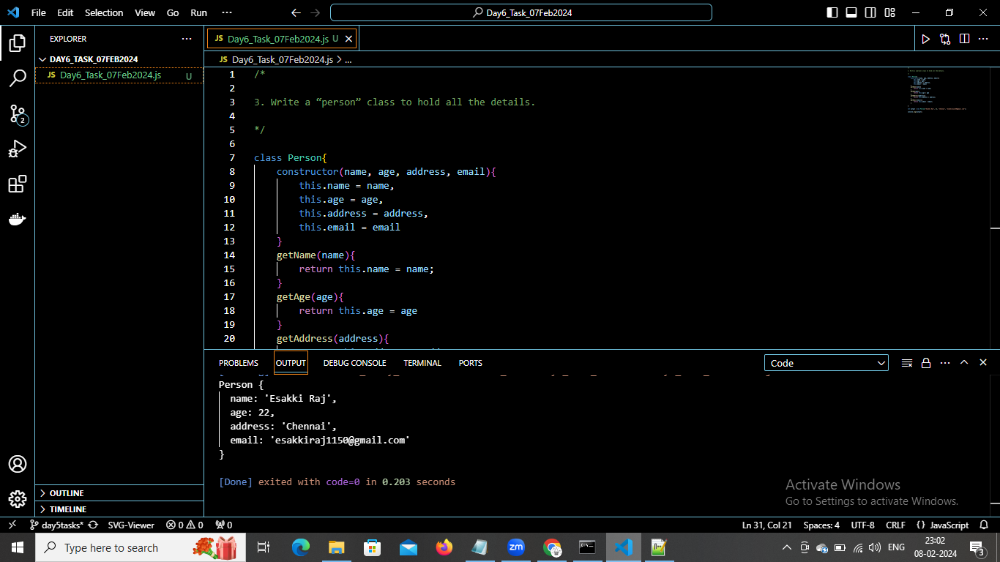 File Edit Selection View Go Run ···
Day6_Task_07Feb2024
EXPLORER ···
DAY6_TASK_07FEB2024
JS Day6_Task_07Feb2024.js U
JS Day6_Task_07Feb2024.js U
JS Day6_Task_07Feb2024.js > ...
1 /*
2
3 3. Write a “person” class to hold all the details.
4
5 */
6
7 class Person{
8 constructor(name, age, address, email){
9 this.name = name,
10 this.age = age,
11 this.address = address,
12 this.email = email
13 }
14 getName(name){
15 return this.name = name;
16 }
17 getAge(age){
18 return this.age = age
19 }
20 getAddress(address){
2
PROBLEMS OUTPUT DEBUG CONSOLE TERMINAL PORTS
Code
Person {
name: 'Esakki Raj',
age: 22,
address: 'Chennai',
email: 'esakkiraj1150@gmail.com'
}
[Done] exited with code=0 in 0.203 seconds
Activate Windows
Go to Settings to activate Windows.
OUTLINE
TIMELINE
day5tasks* SVG-Viewer 0 0 0
Ln 31, Col 21 Spaces: 4 UTF-8 CRLF {} JavaScript
Type here to search
zm
ENG
23:02
08-02-2024
3